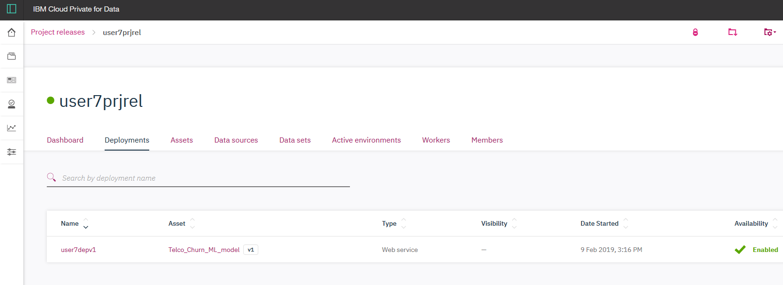 IBM Cloud Private for Data
Project releases > user7prjrel
user7prjrel
Dashboard Deployments Assets Data sources Data sets Active environments Workers Members
Search by deployment name
Name Asset Type Visibility Date Started Availability
user7depv1 Telco_Churn_ML_model v1 Web service — 9 Feb 2019, 3:16 PM Enabled